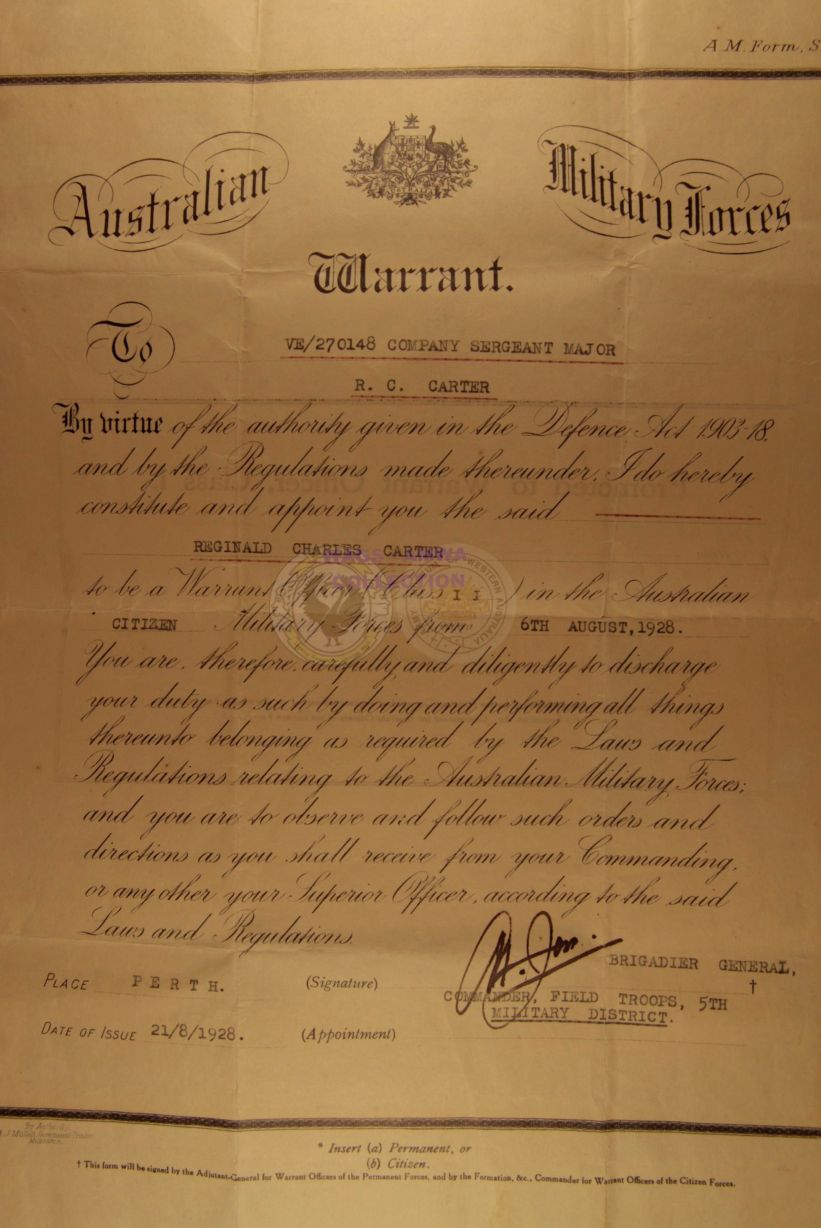 A M. Form, S
Australian Military Forces
Warrant.
To VE/270148 COMPANY SERGEANT MAJOR
R. C. CARTER
By virtue of the authority given in the Defence Act 1903-18.
and by the Regulations made thereunder, I do hereby
constitute and appoint you the said
REGINALD CHARLES CARTER
COLLECTION
to be a Warrant Officer (Class II) in the Australian
CITIZEN Military Forces from 6TH AUGUST, 1928.
You are, therefore, carefully and diligently to discharge
your duty as such by doing and performing all things
thereunto belonging as required by the Laws and
Regulations relating to the Australian Military Forces;
and you are to observe and follow such orders and
directions as you shall receive from your Commanding,
or any other your Superior Officer, according to the said
Laws and Regulations.
BRIGADIER GENERAL,
PLACE PERTH. (Signature) †
COMMANDER, FIELD TROOPS, 5TH
MILITARY DISTRICT.
DATE OF ISSUE 21/8/1928. (Appointment)
By Authority
* Insert (a) Permanent, or
(b) Citizen.
† This form will be signed by the Adjutant-General for Warrant Officers of the Permanent Forces, and by the Formation, &c., Commander for Warrant Officers of the Citizen Forces.